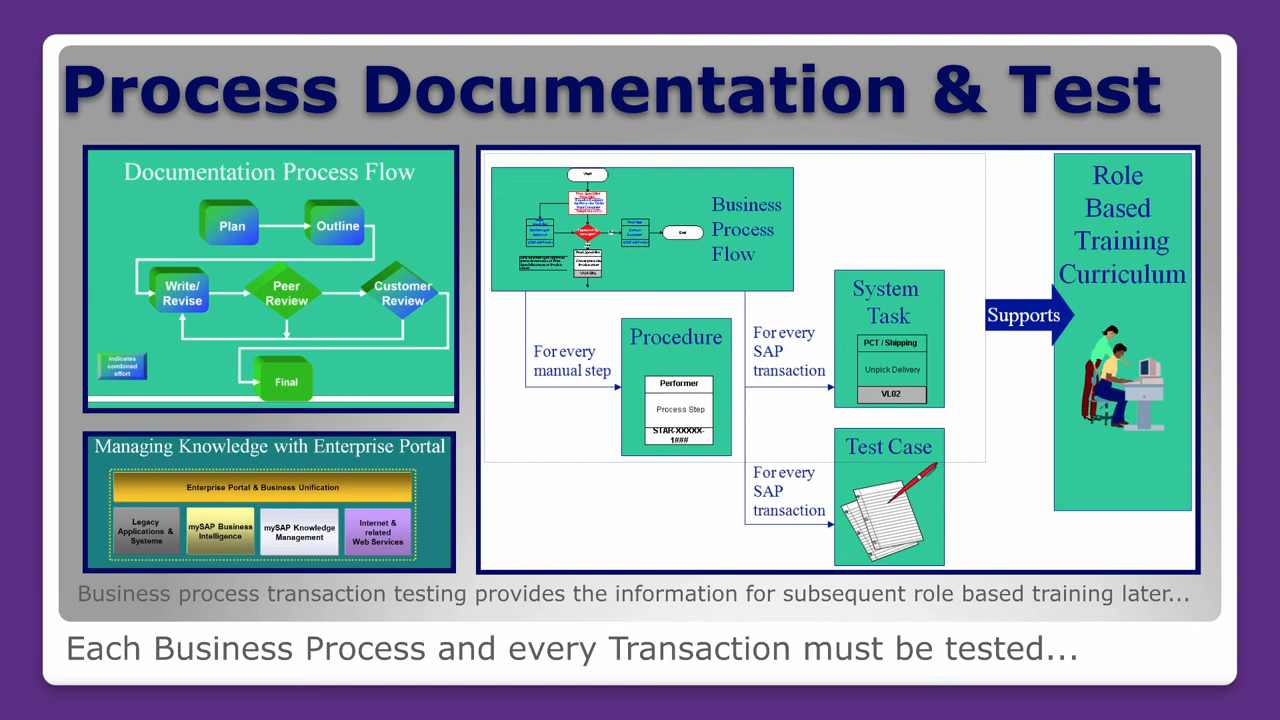 Process Documentation & Test
Documentation Process Flow
Plan
Outline
Write/
Revise
Peer
Review
Customer
Review
Indicates
combined
effort
Final
Managing Knowledge with Enterprise Portal
Enterprise Portal & Business Unification
Legacy
Applications &
Systems
mySAP Business
Intelligence
mySAP Knowledge
Management
Internet &
related
Web Services
Start
End
Business
Process
Flow
For every
manual step
Procedure
Performer
Process Step
STAR-XXXXX-
1###
For every
SAP
transaction
System
Task
PCT / Shipping
Unpick Delivery
VL02
For every
SAP
transaction
Test Case
Supports
Role
Based
Training
Curriculum
Business process transaction testing provides the information for subsequent role based training later...
Each Business Process and every Transaction must be tested...